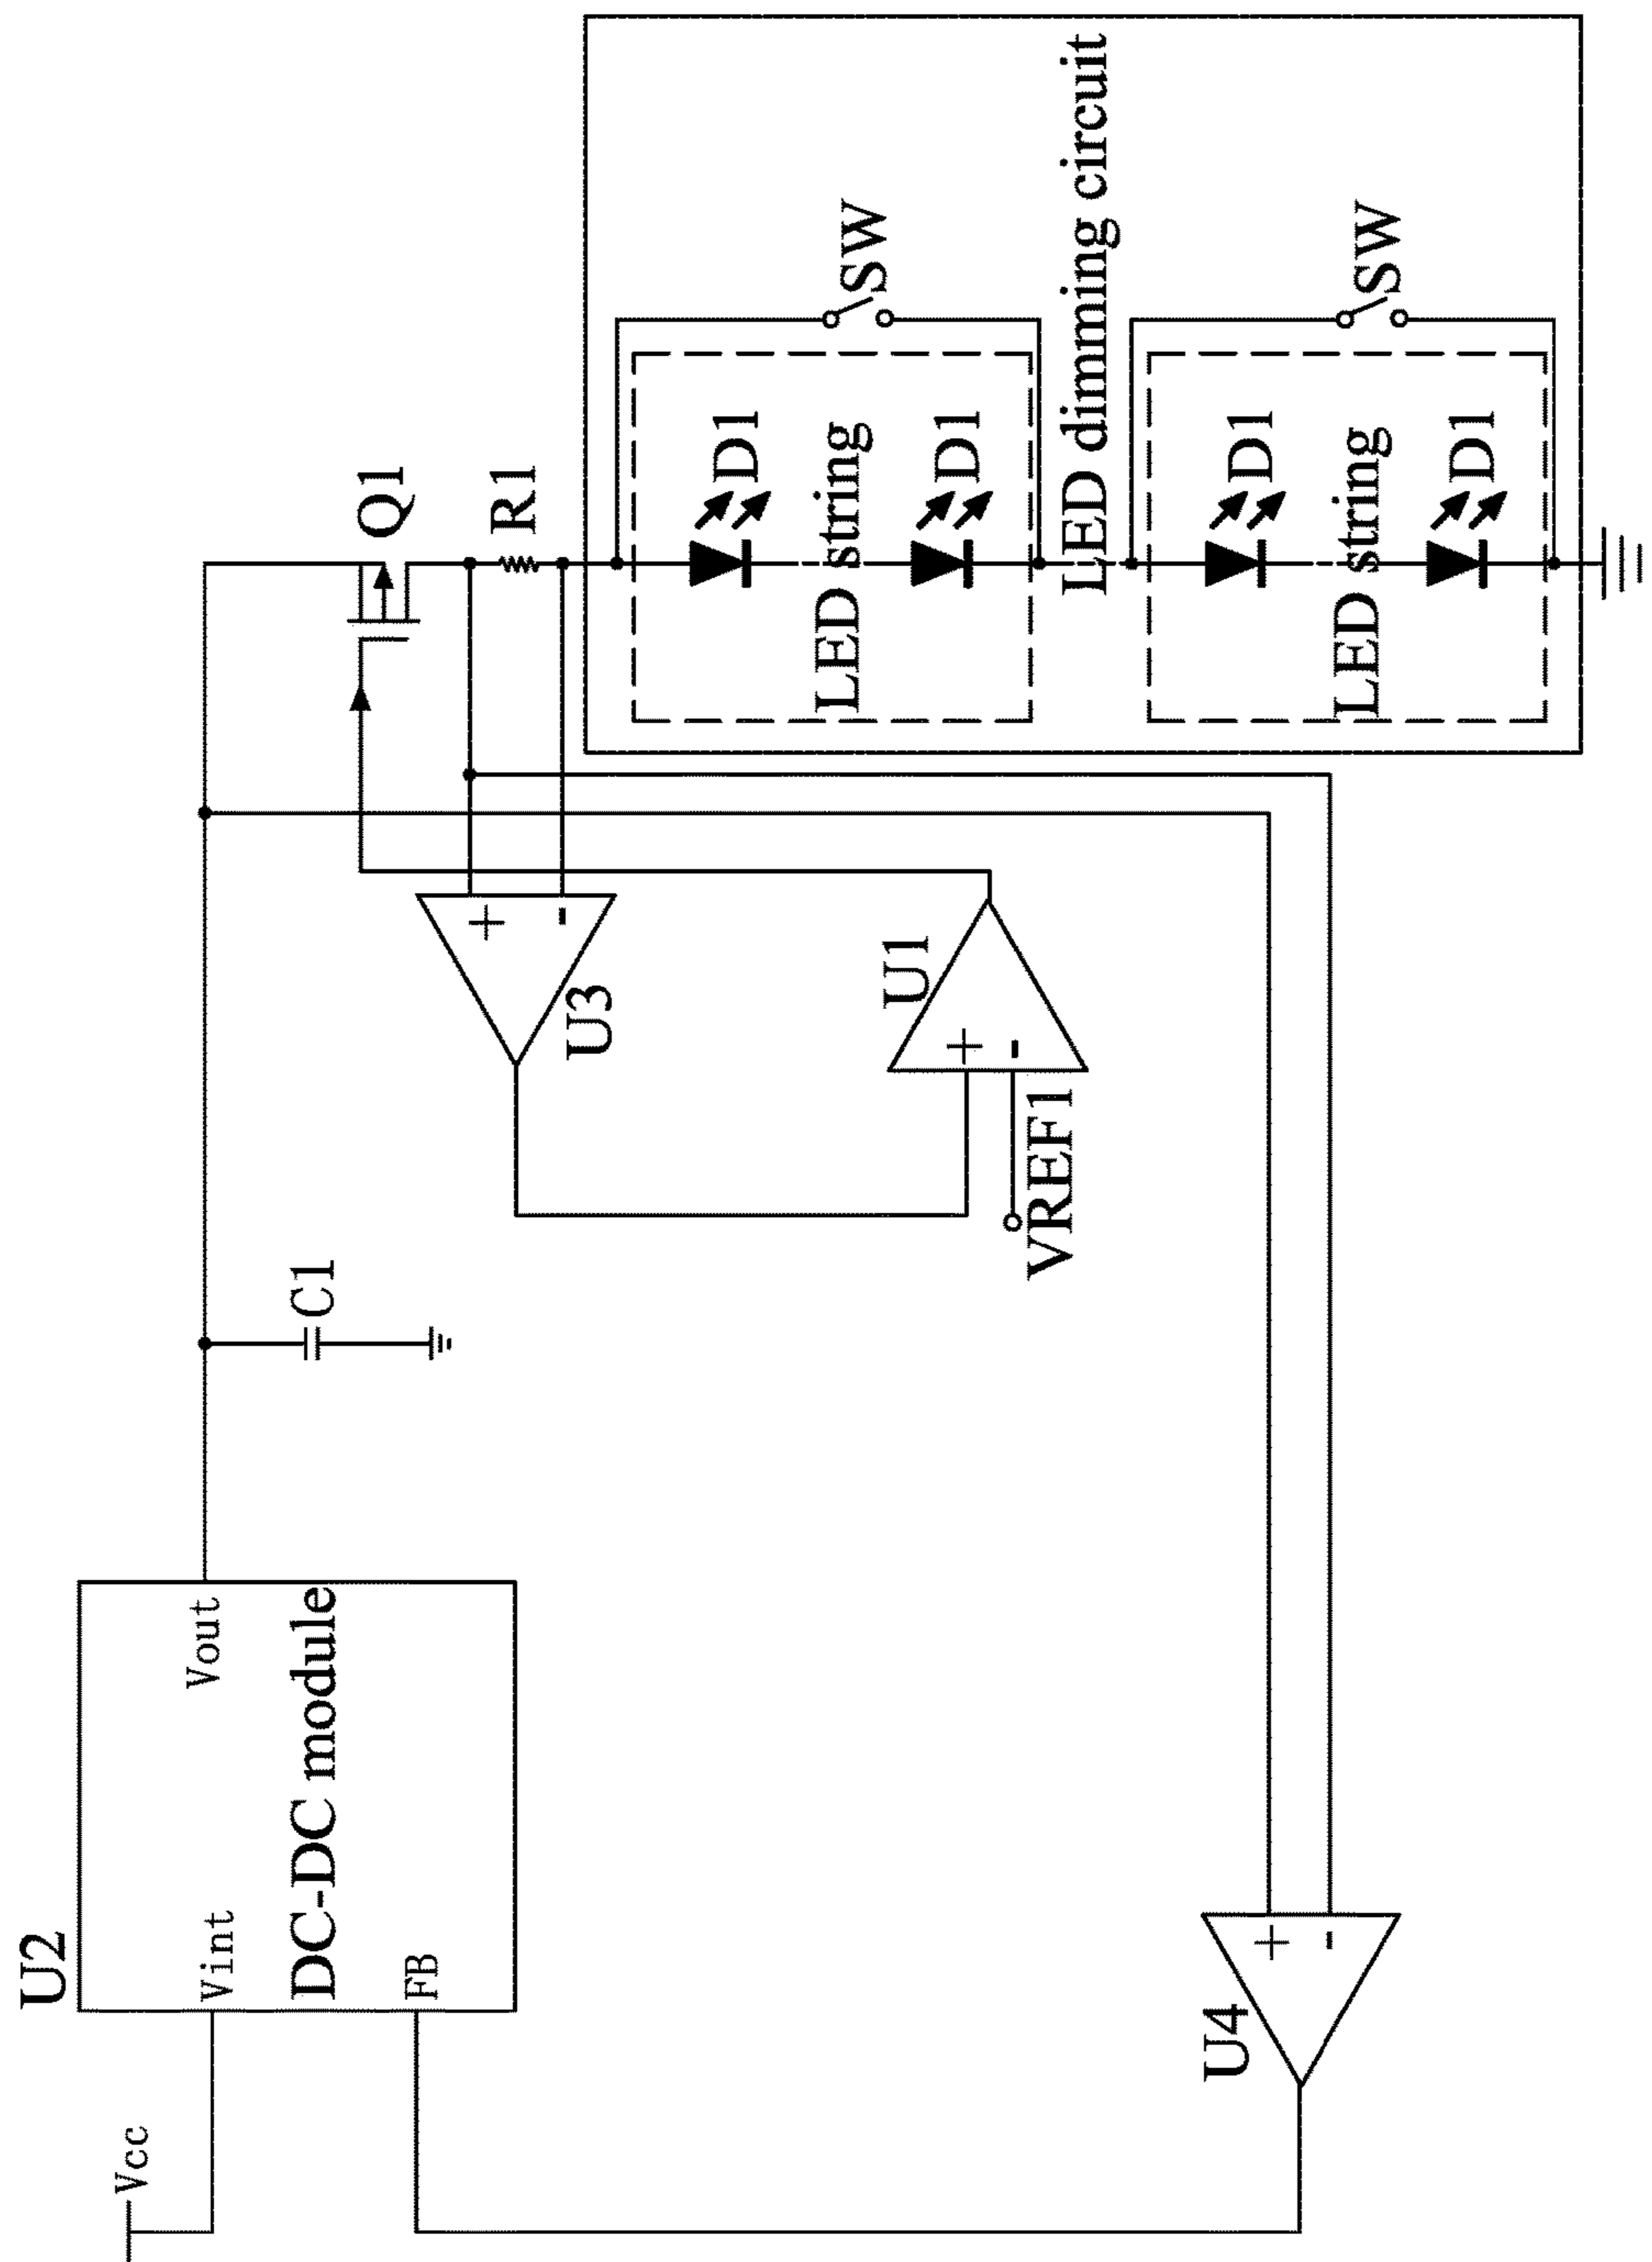 Vcc
U2
Vint
Vout
DC-DC module
FB
C1
Q1
R1
+
-
U3
U1
+
-
VREF1
D1
LED string
D1
SW
LED dimming circuit
D1
LED string
D1
SW
U4
+
-